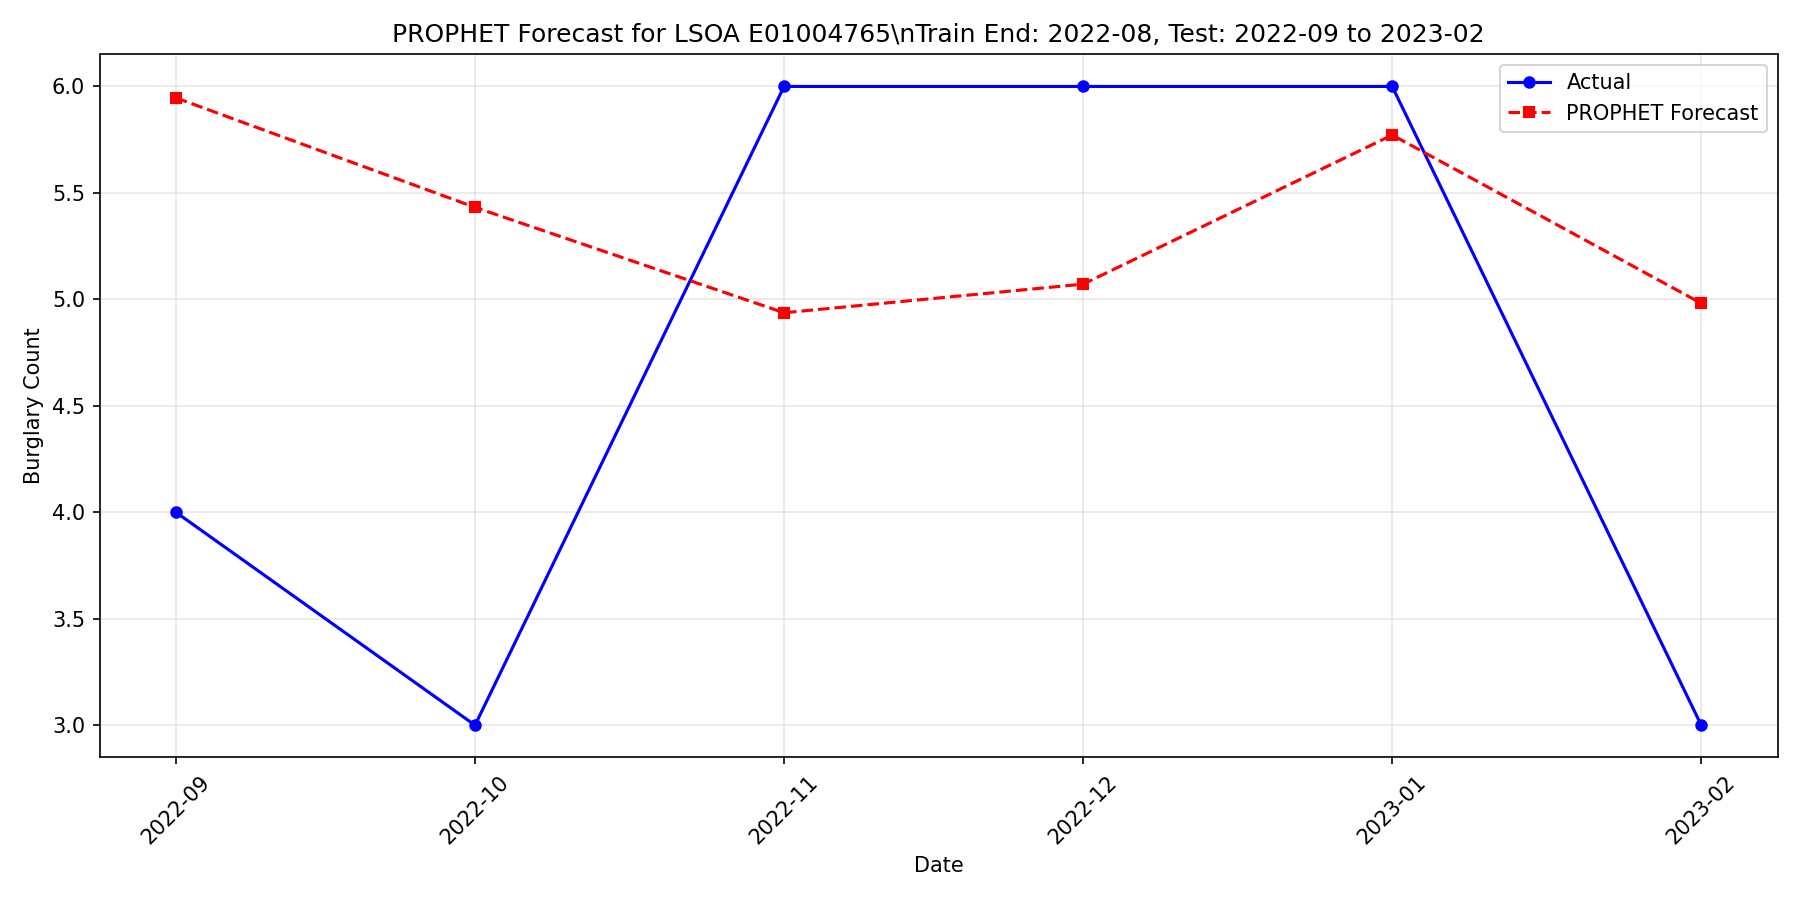 PROPHET Forecast for LSOA E01004765\nTrain End: 2022-08, Test: 2022-09 to 2023-02
Actual
PROPHET Forecast
Burglary Count
6.0
5.5
5.0
4.5
4.0
3.5
3.0
2022-09
2022-10
2022-11
2022-12
2023-01
2023-02
Date